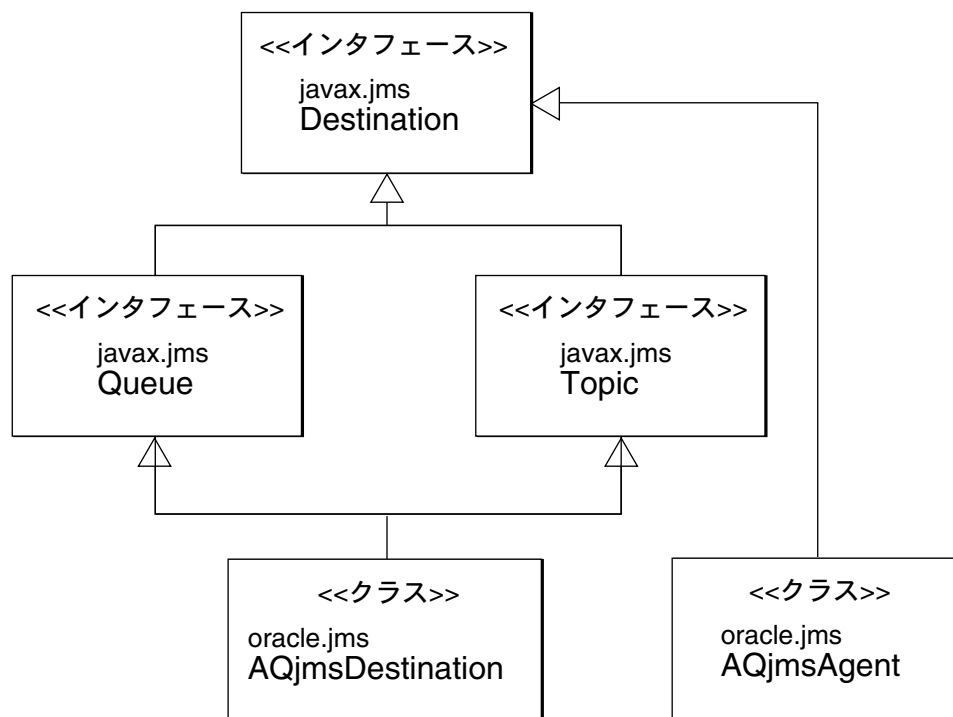 <<インタフェース>>
javax.jms
Destination
<<インタフェース>>
javax.jms
Queue
<<インタフェース>>
javax.jms
Topic
<<クラス>>
oracle.jms
AQjmsDestination
<<クラス>>
oracle.jms
AQjmsAgent